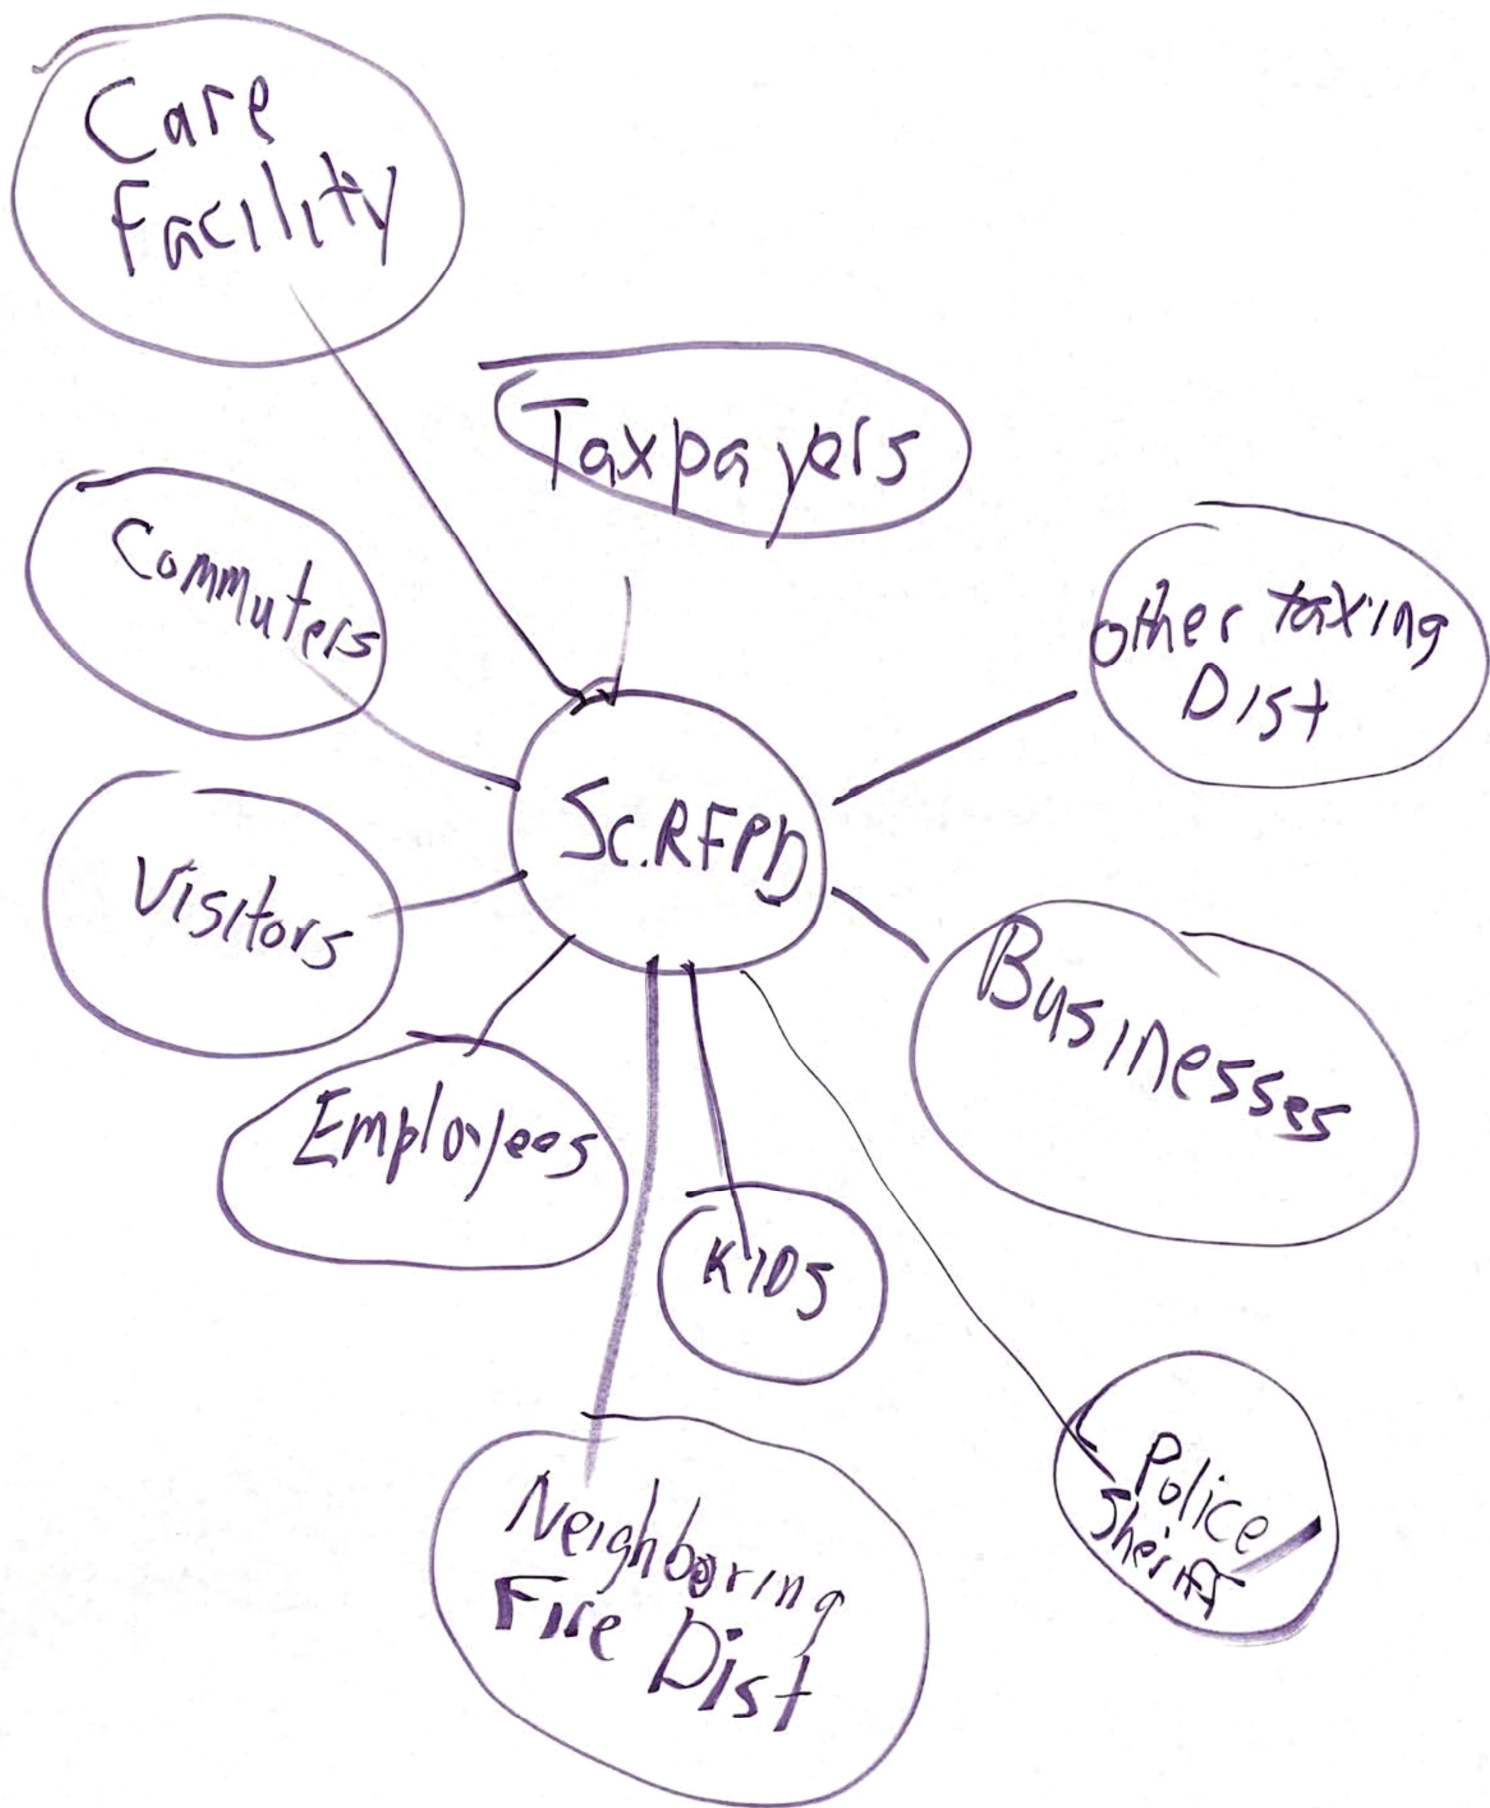 Care
Facility
Taxpayers
Commuters
other taxing
Dist
Sc.RFPD
Visitors
Businesses
Employees
KIDS
Police/
Sheriff
Neighboring
Fire Dist